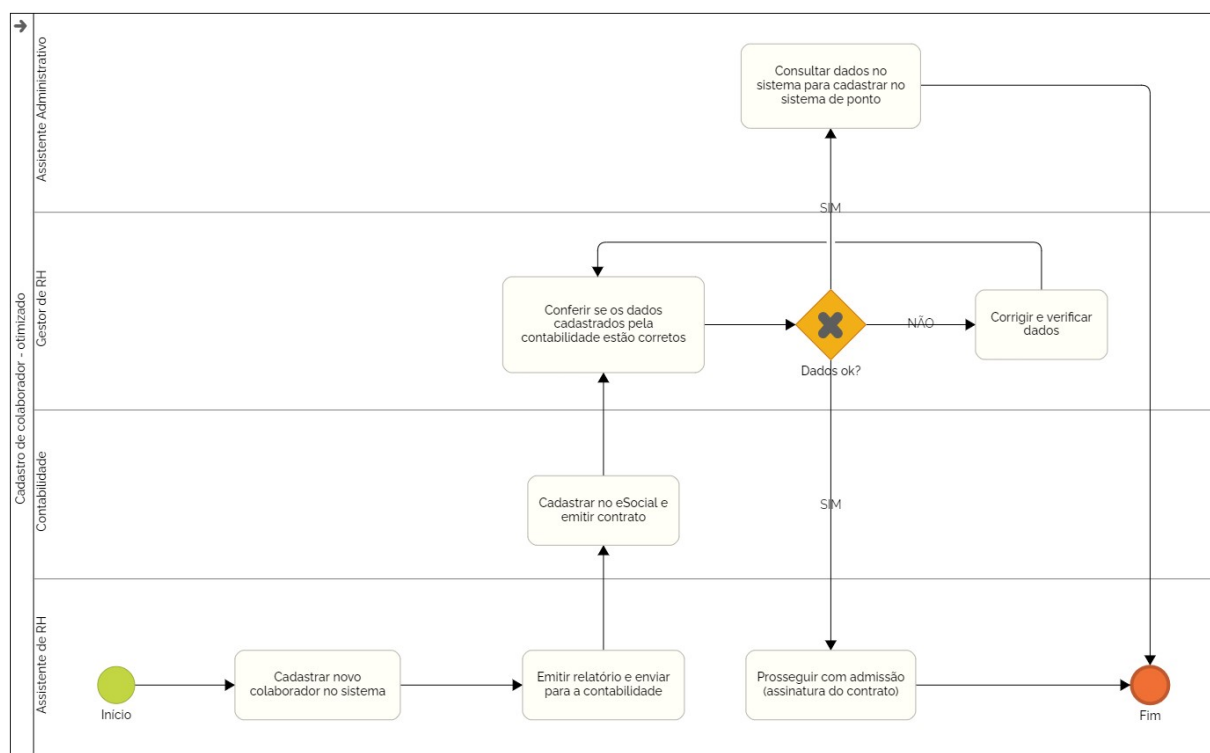 Cadastro de colaborador - otimizado
Assistente Administrativo
Consultar dados no
sistema para cadastrar no
sistema de ponto
SIM
Gestor de RH
Conferir se os dados
cadastrados pela
contabilidade estão corretos
Dados ok?
NÃO
Corrigir e verificar
dados
Contabilidade
Cadastrar no eSocial e
emitir contrato
SIM
Assistente de RH
Início
Cadastrar novo
colaborador no sistema
Emitir relatório e enviar
para a contabilidade
Prosseguir com admissão
(assinatura do contrato)
Fim